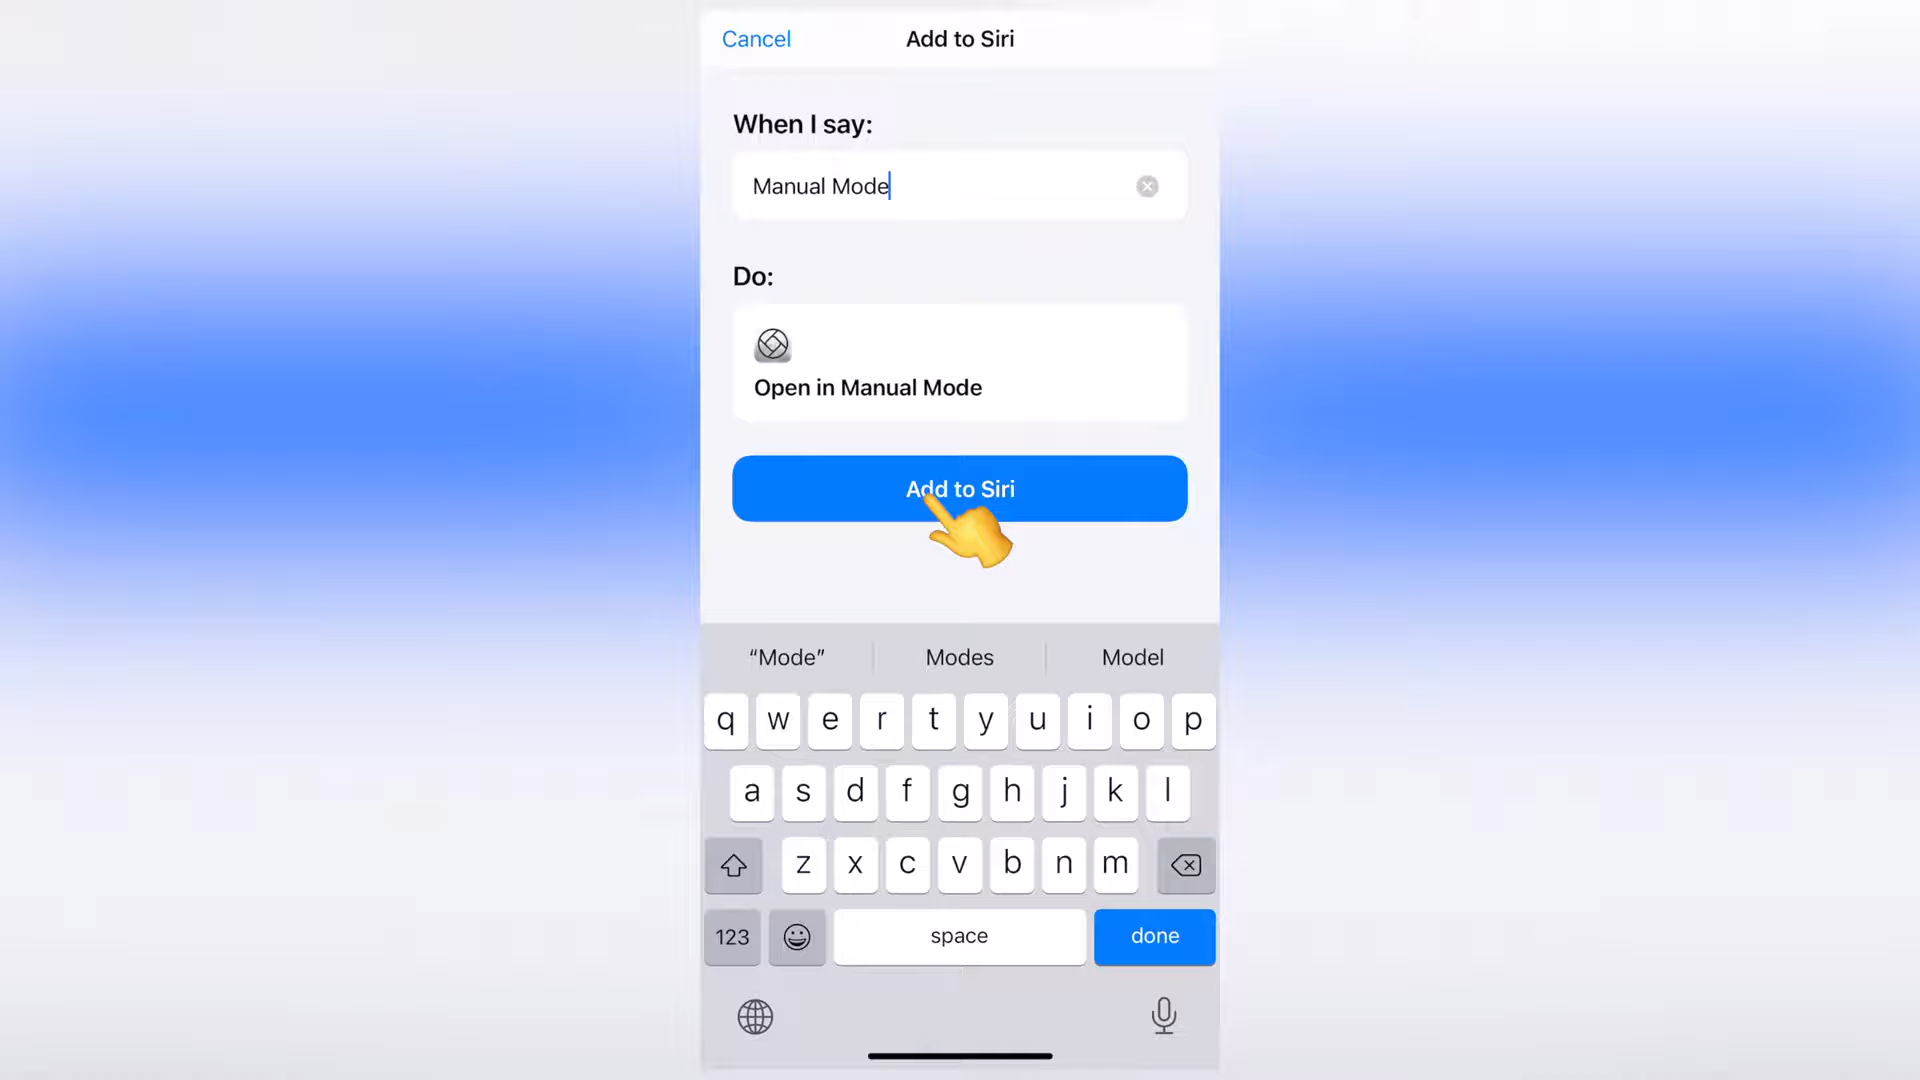 Cancel
Add to Siri
When I say:
Manual Mode
Do:
Open in Manual Mode
Add to Siri
“Mode”
Modes
Model
q w e r t y u i o p
a s d f g h j k l
z x c v b n m
123
space
done